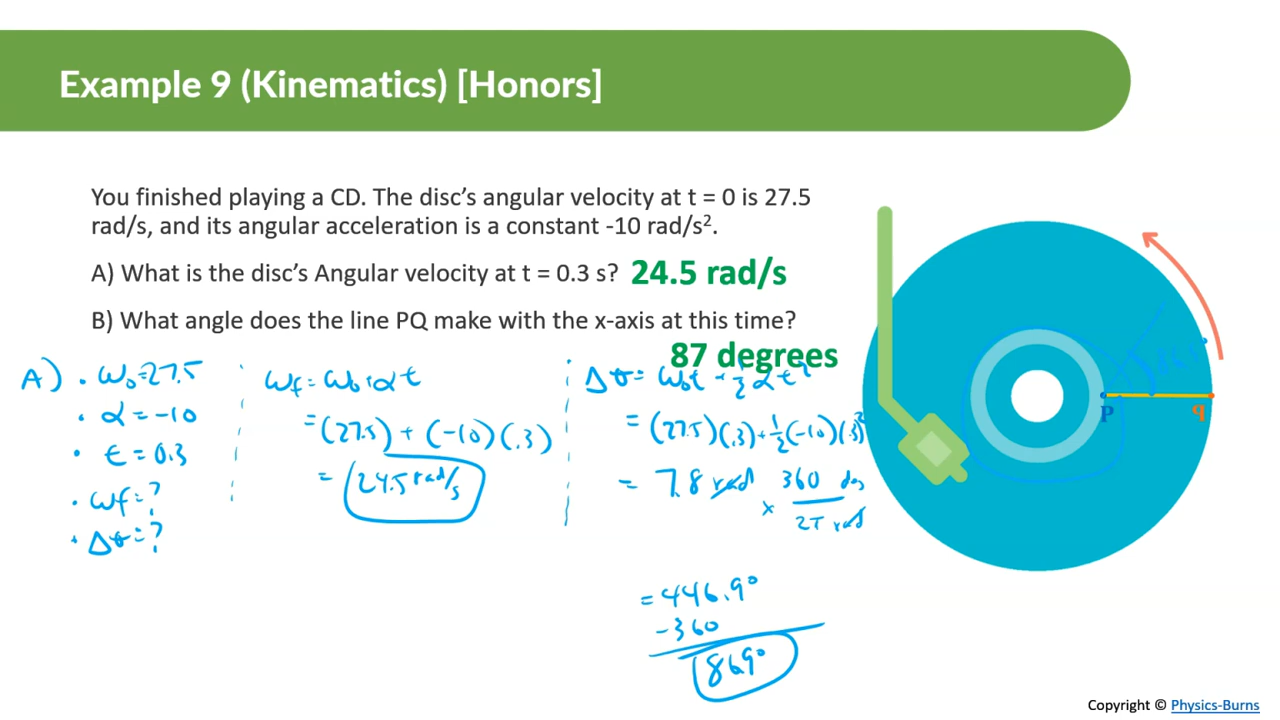 Example 9 (Kinematics) [Honors]
You finished playing a CD. The disc’s angular velocity at t = 0 is 27.5
rad/s, and its angular acceleration is a constant -10 rad/s².
A) What is the disc’s Angular velocity at t = 0.3 s? 24.5 rad/s
B) What angle does the line PQ make with the x-axis at this time?
87 degrees
A) • ω₀=27.5
• α = -10
• t = 0.3
• ωf = ?
• Δθ = ?
ωf = ω₀+αt
= (27.5) + (-10)(.3)
= 24.5 rad/s
Δθ = ω₀t + ½αt²
= (27.5)(.3)+½(-10)(.3)²
= 7.8 rad x 360 deg / 2π rad
= 446.9°
-360
86.9°
P
q
Copyright © Physics-Burns